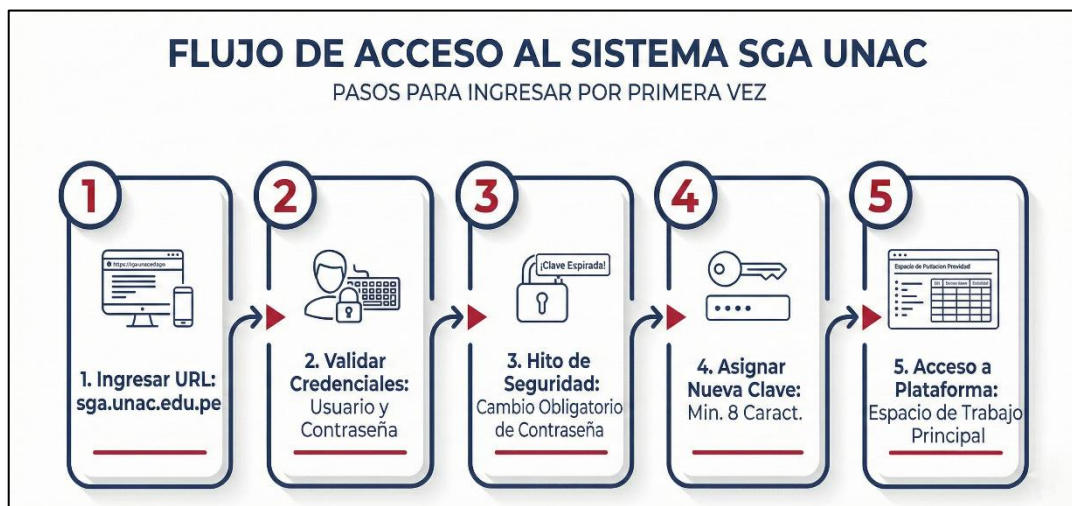 FLUJO DE ACCESO AL SISTEMA SGA UNAC
PASOS PARA INGRESAR POR PRIMERA VEZ
1
1. Ingresar URL:
sga.unac.edu.pe
2
2. Validar
Credenciales:
Usuario y
Contraseña
3
¡Clave Espirada!
3. Hito de
Seguridad:
Cambio Obligatorio
de Contraseña
4
4. Asignar
Nueva Clave:
Min. 8 Caract.
5
5. Acceso a
Plataforma:
Espacio de Trabajo
Principal